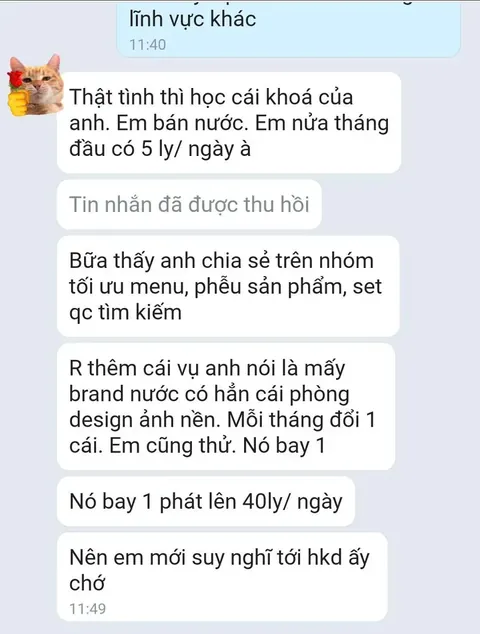 lĩnh vực khác
11:40
Thật tình thì học cái khoá của
anh. Em bán nước. Em nửa tháng
đầu có 5 ly/ ngày à
Tin nhắn đã được thu hồi
Bữa thấy anh chia sẻ trên nhóm
tối ưu menu, phễu sản phẩm, set
qc tìm kiếm
R thêm cái vụ anh nói là mấy
brand nước có hẳn cái phòng
design ảnh nền. Mỗi tháng đổi 1
cái. Em cũng thử. Nó bay 1
Nó bay 1 phát lên 40ly/ ngày
Nên em mới suy nghĩ tới hkd ấy
chớ
11:49